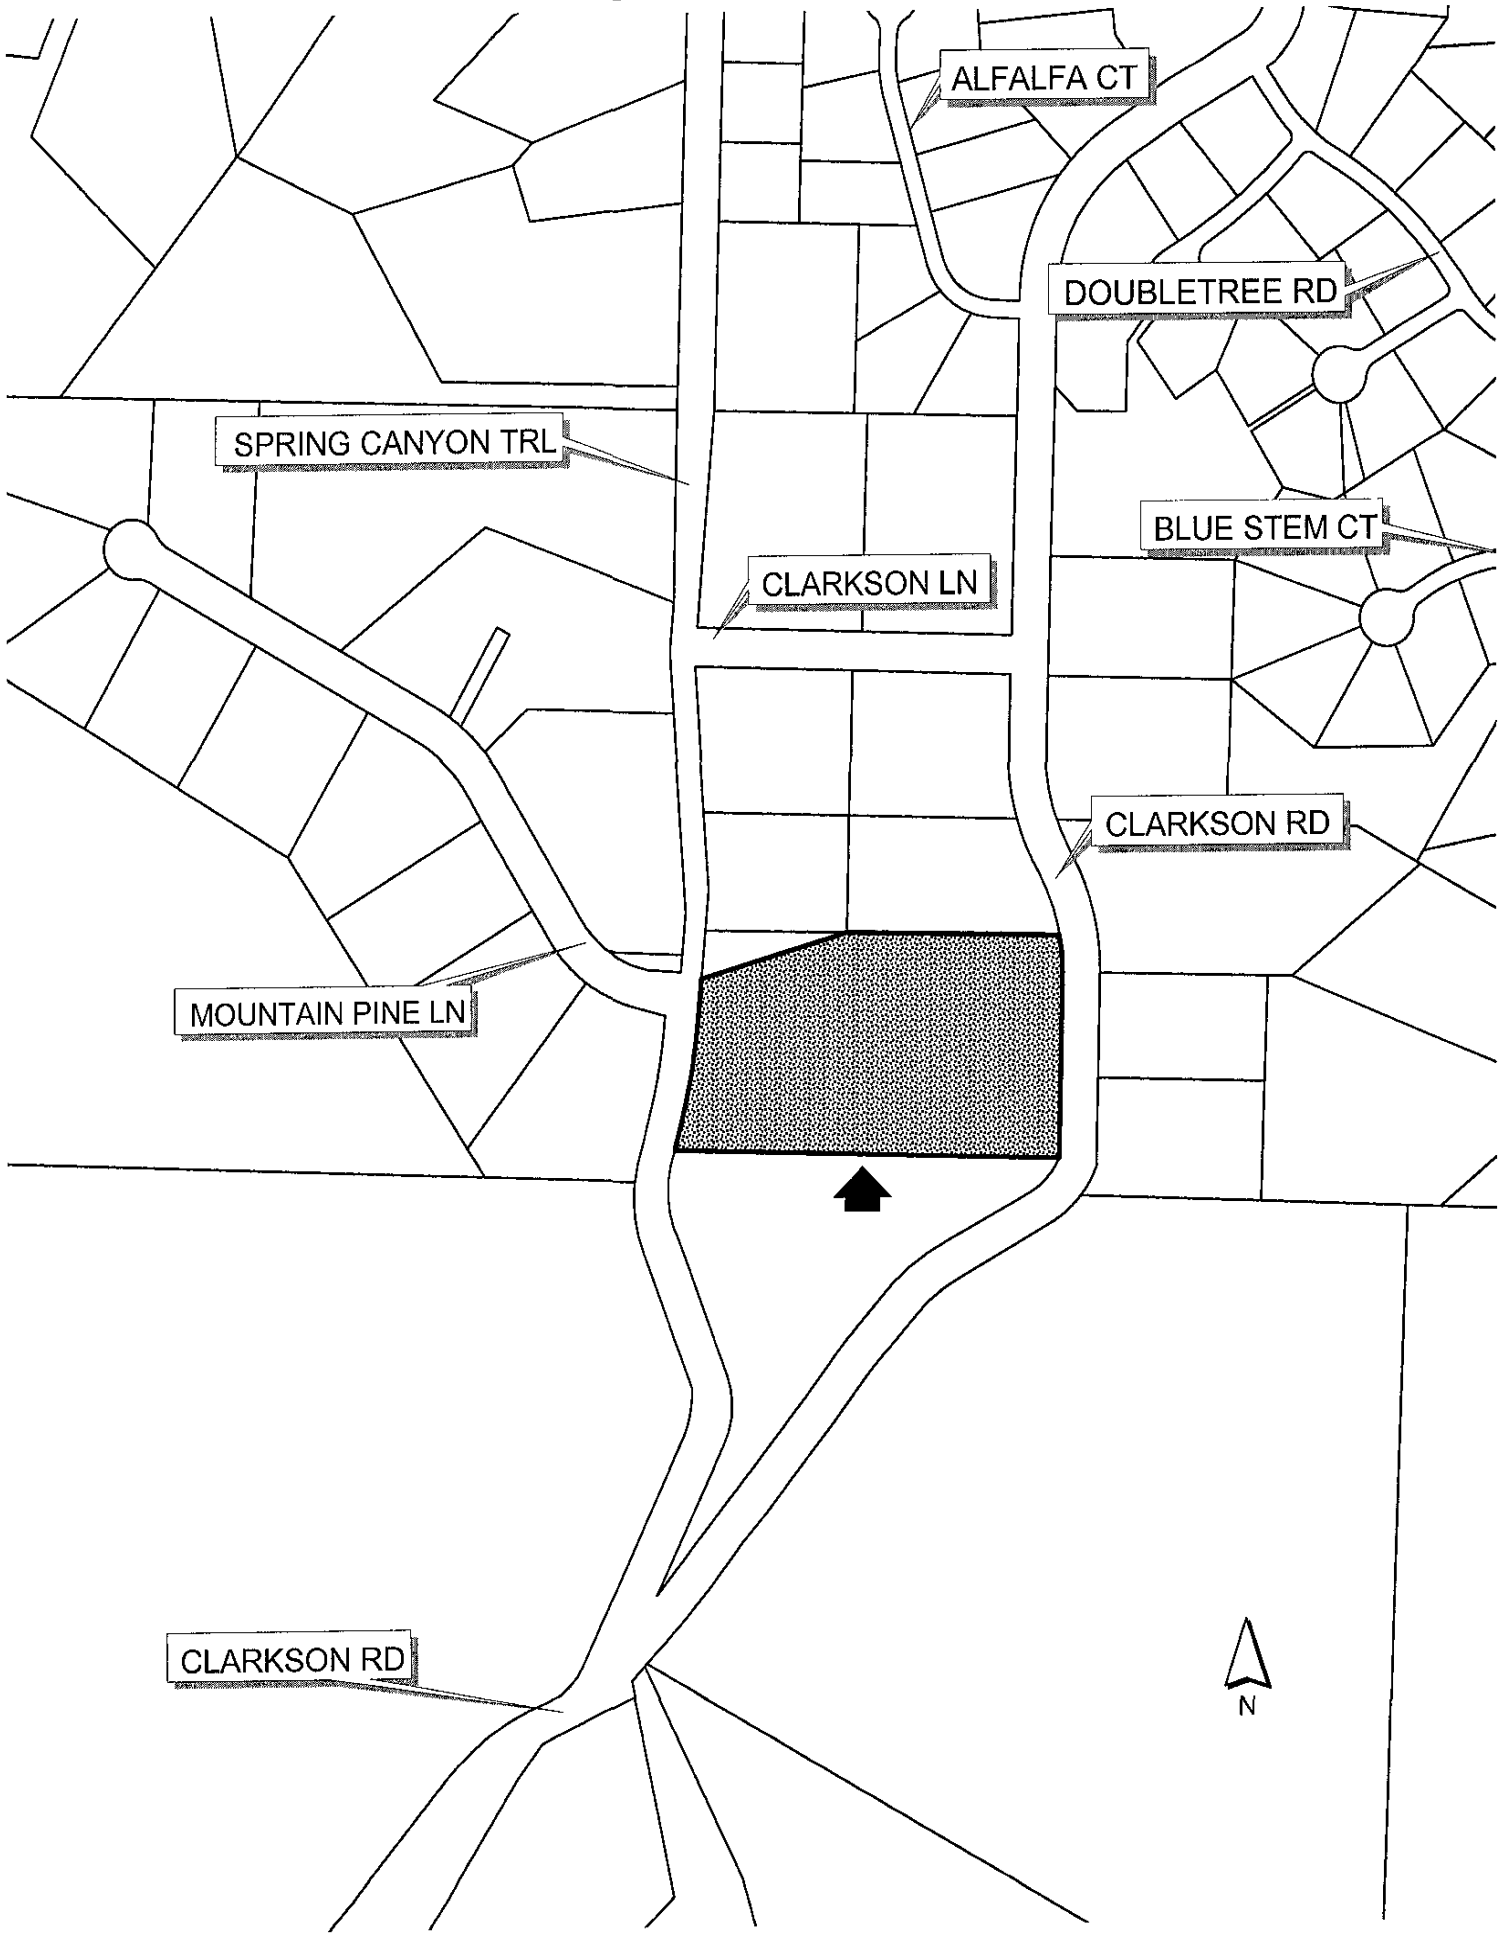 ALFALFA CT
DOUBLETREE RD
SPRING CANYON TRL
BLUE STEM CT
CLARKSON LN
CLARKSON RD
MOUNTAIN PINE LN
CLARKSON RD
N